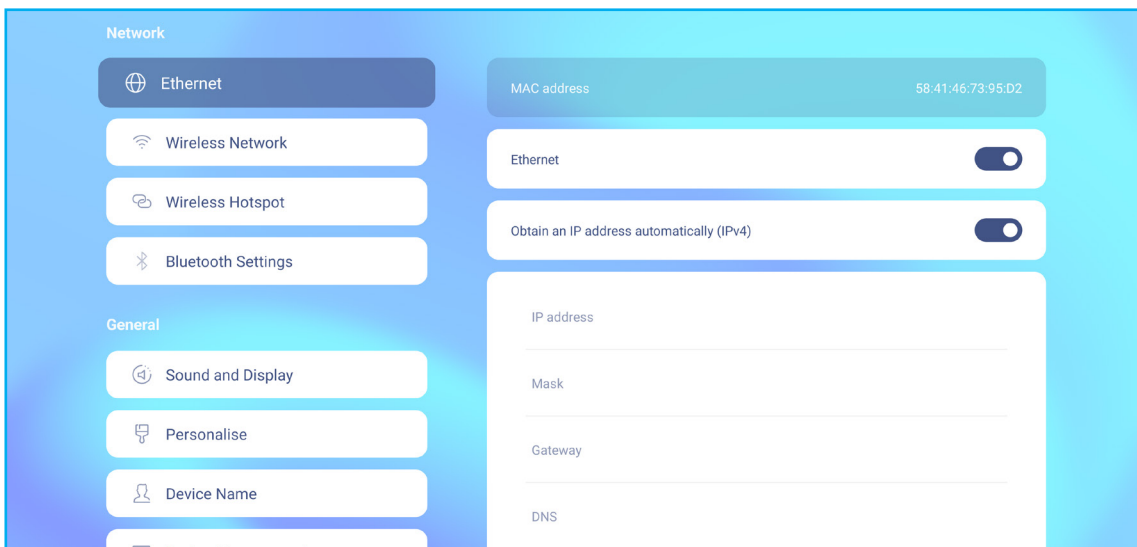 Network
Ethernet
Wireless Network
Wireless Hotspot
Bluetooth Settings
General
Sound and Display
Personalise
Device Name
MAC address 58:41:46:73:95:D2
Ethernet
Obtain an IP address automatically (IPv4)
IP address
Mask
Gateway
DNS